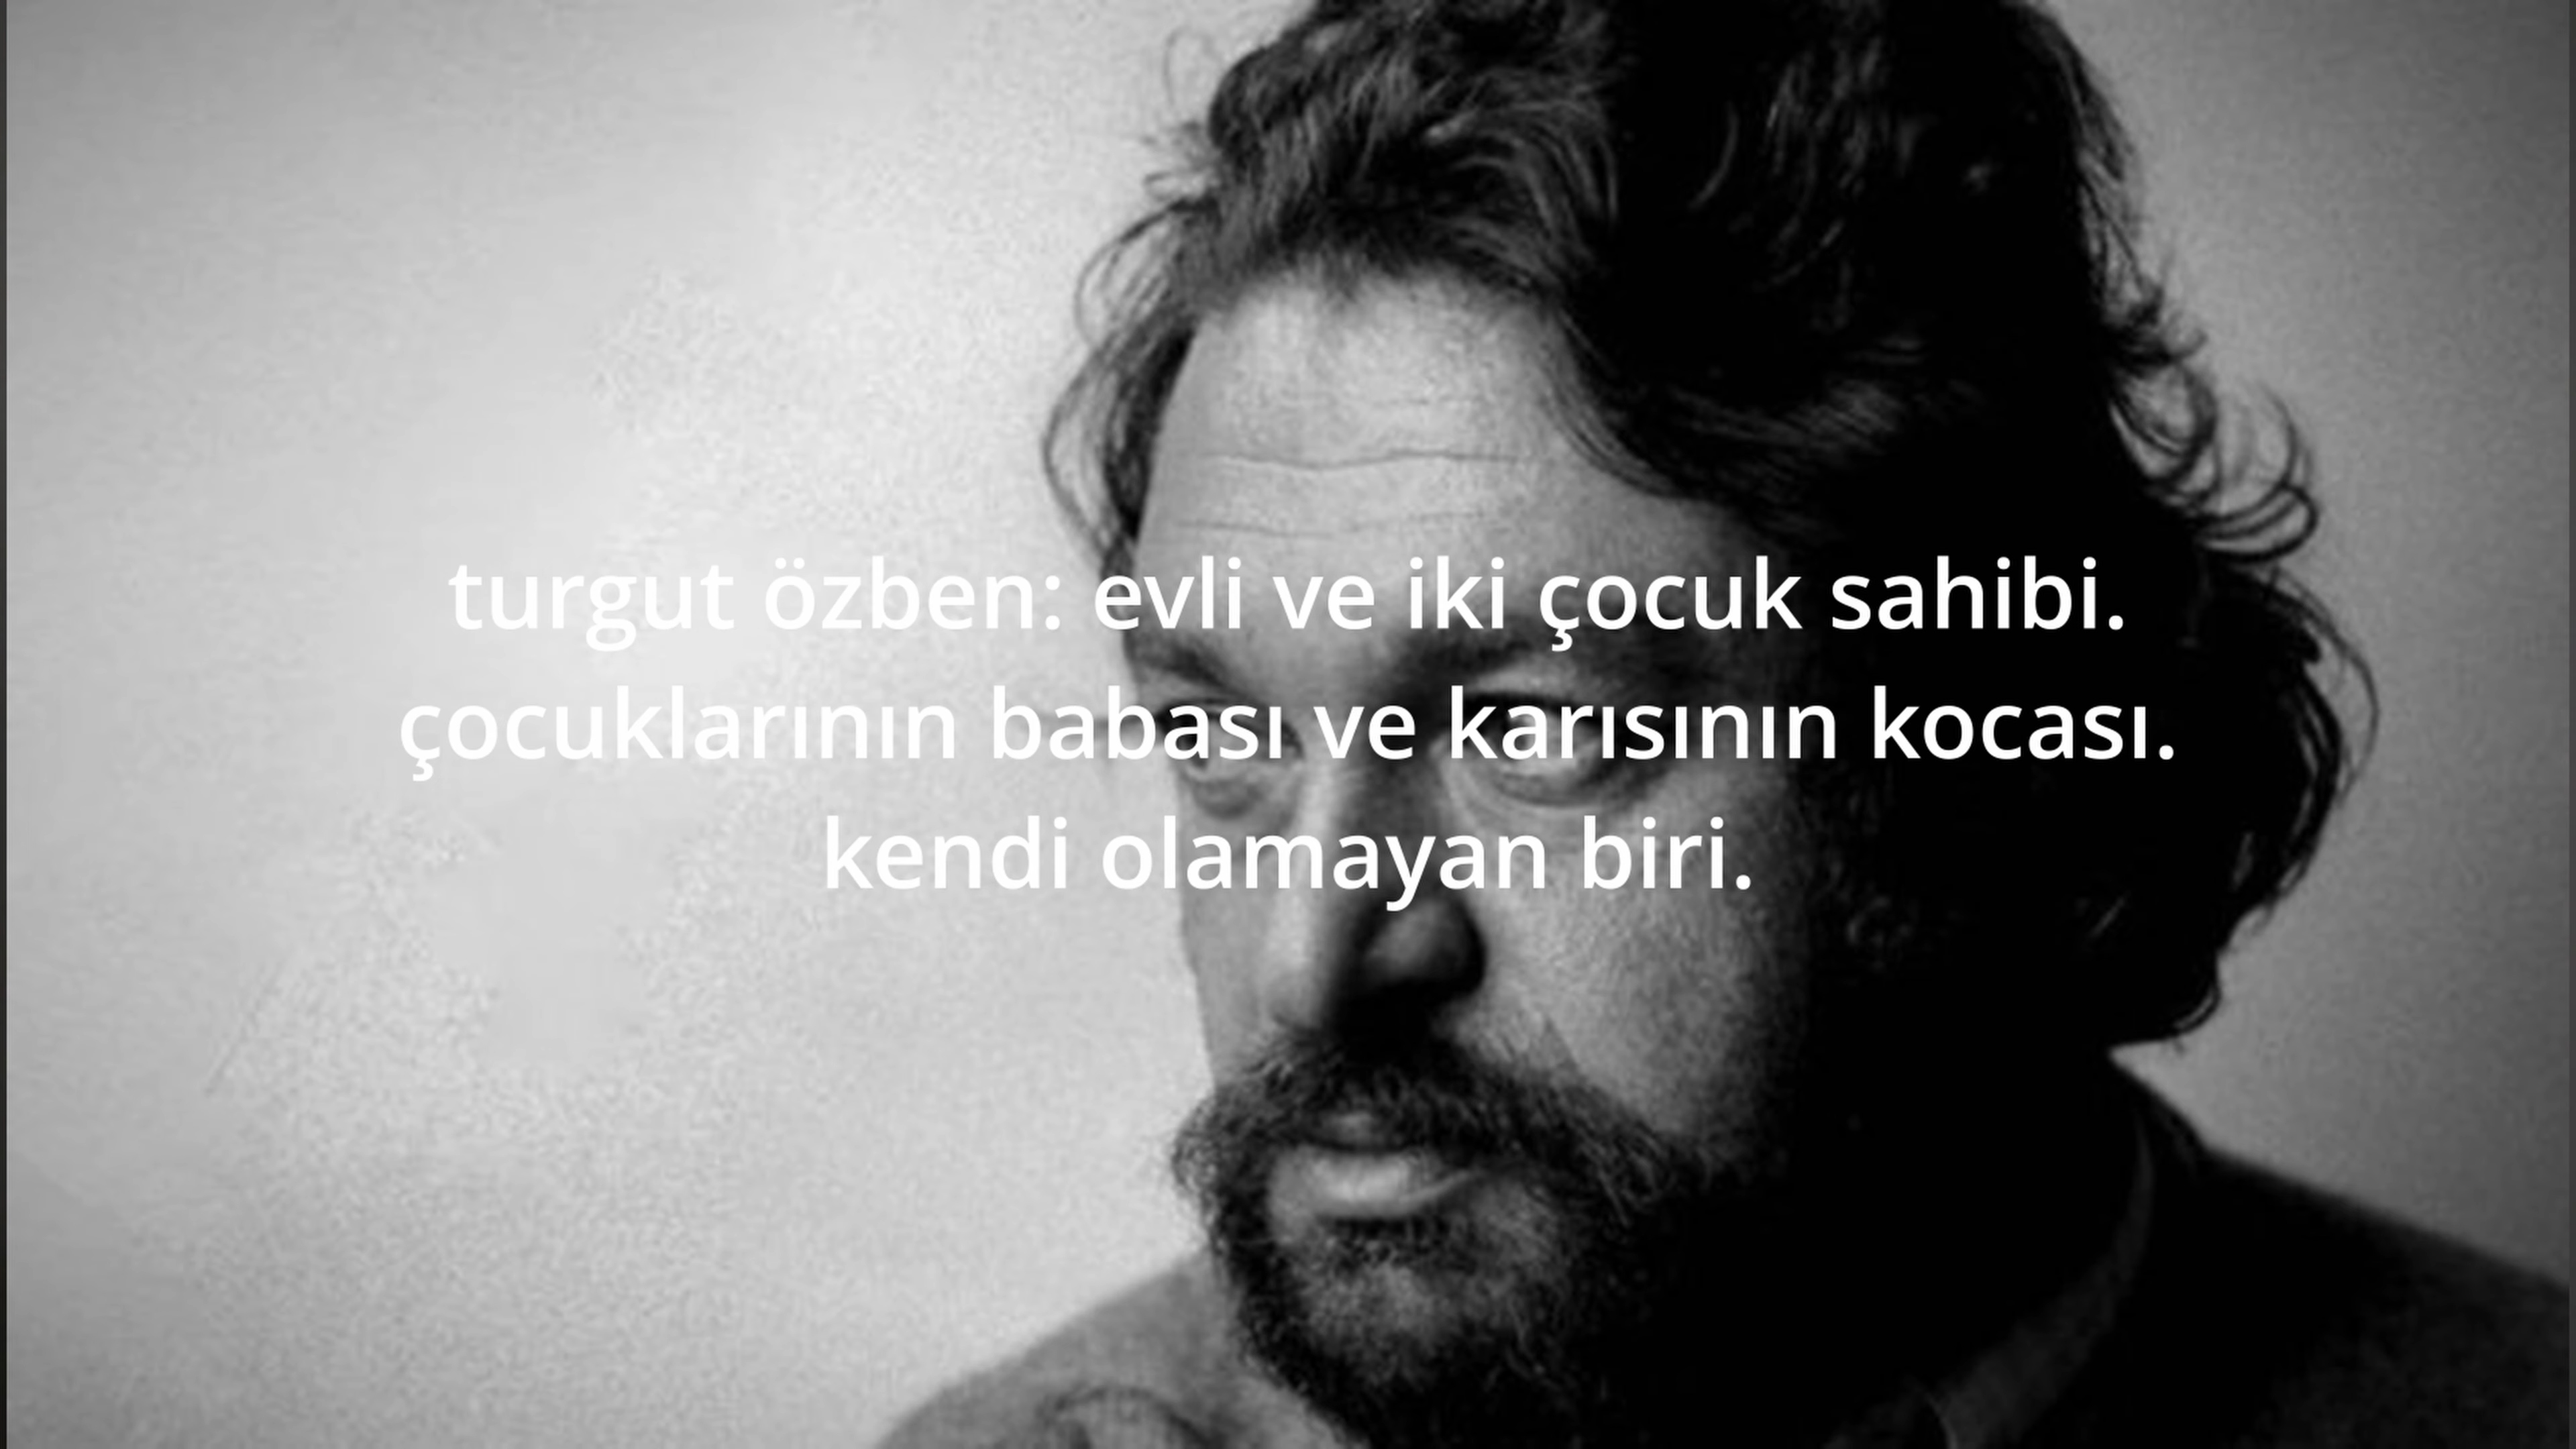 turgut özben: evli ve iki çocuk sahibi.
çocuklarının babası ve karısının kocası.
kendi olamayan biri.